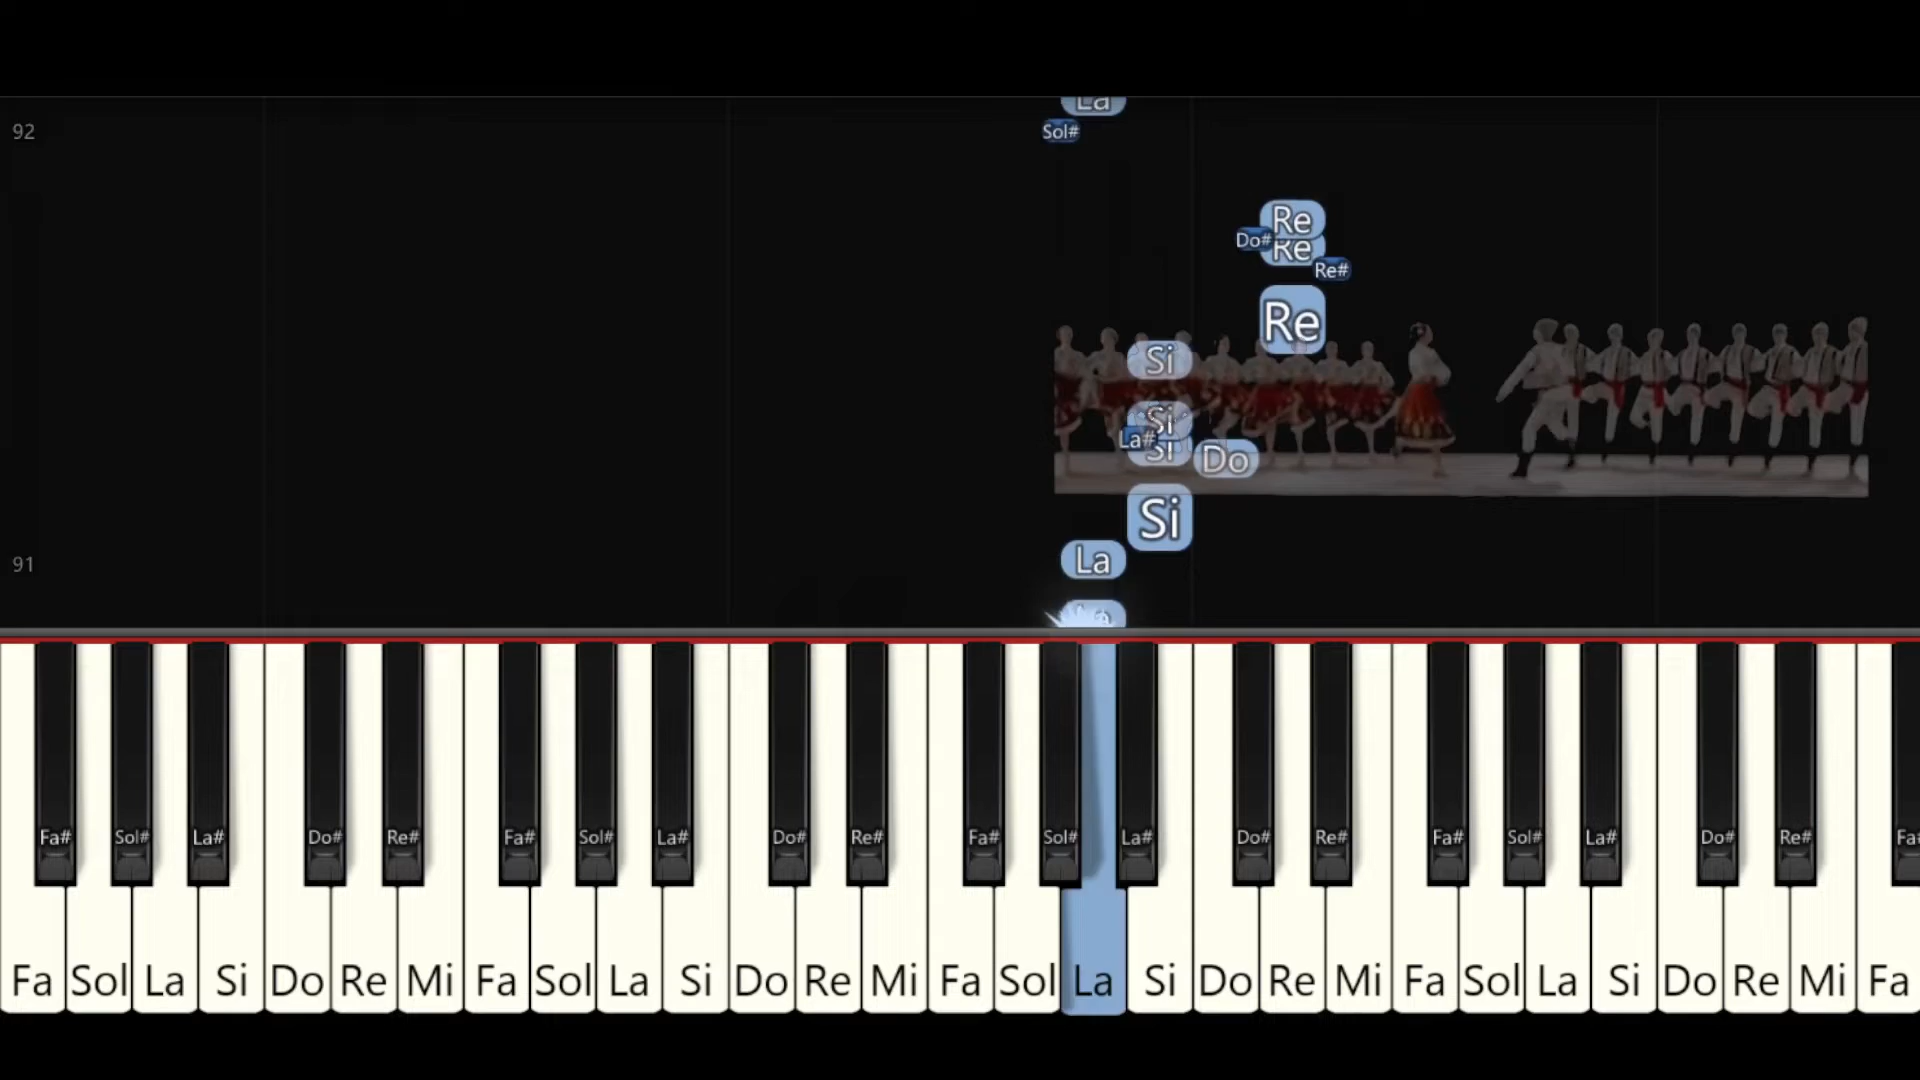 La
92
Sol#
Re
Do#
Re
Re#
Re
Si
Si
La#
Si
Do
Si
La
91
La
Fa# Sol# La# Do# Re# Fa# Sol# La# Do# Re# Fa# Sol# La# Do# Re# Fa# Sol# La# Do# Re# Fa#
Fa Sol La Si Do Re Mi Fa Sol La Si Do Re Mi Fa Sol La Si Do Re Mi Fa Sol La Si Do Re Mi Fa